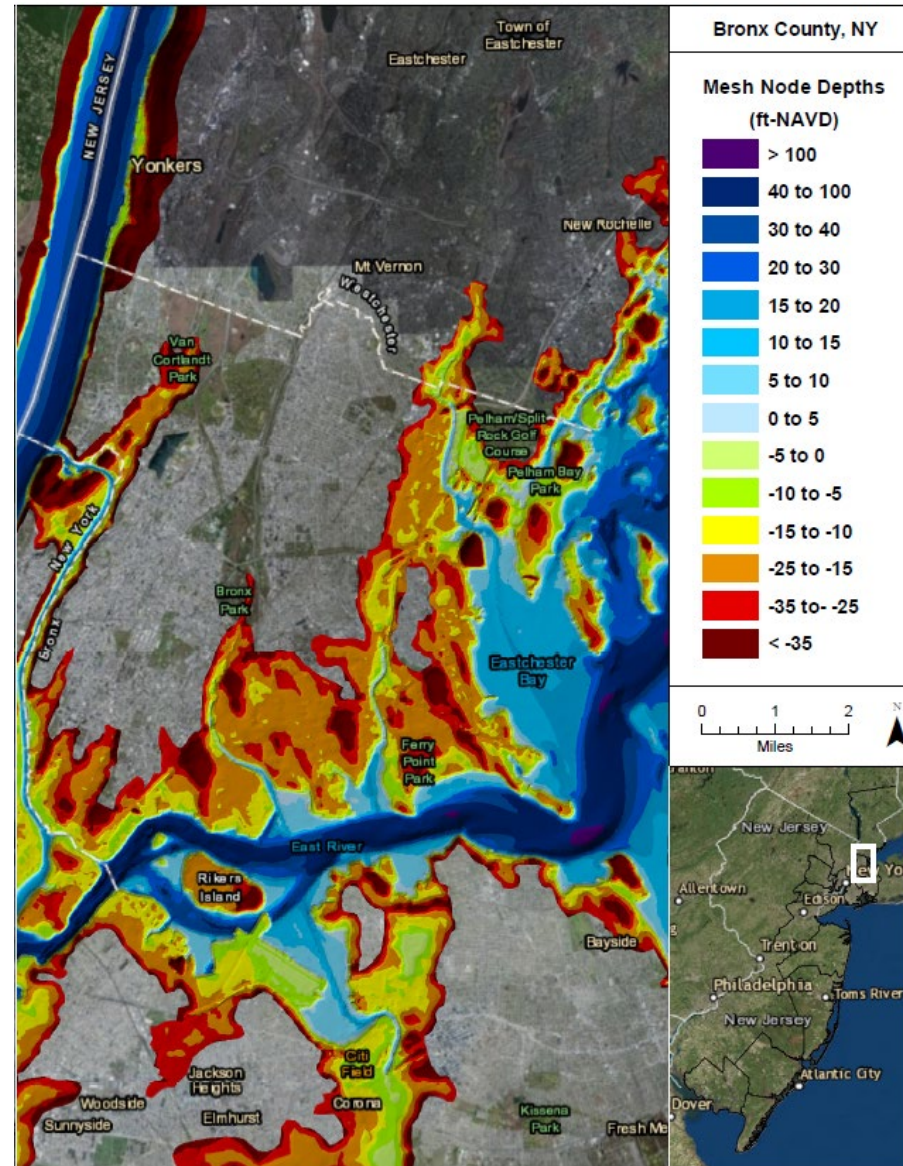 Bronx County, NY
Mesh Node Depths
(ft-NAVD)
> 100
40 to 100
30 to 40
20 to 30
15 to 20
10 to 15
5 to 10
0 to 5
-5 to 0
-10 to -5
-15 to -10
-25 to -15
-35 to- -25
< -35
0
2
Miles
N
Town of
Eastchester
Eastchester
NEW JERSEY
Yonkers
New Rochelle
Mt Vernon
Westchester
Van
Cortlandt
Park
Pelham/Split
Rock Golf
Course
Pelham Bay
Park
New York
Bronx
Bronx
Park
Eastchester
Bay
Ferry
Point
Park
East River
Rikers
Island
Bayside
Citi
Field
Jackson
Heights
Corona
Woodside
Sunnyside
Elmhurst
Kissena
Park
Fresh Me
New Jersey
New Yo
Allentown
Edison
Trenton
Philadelphia
Toms River
New Jersey
Atlantic City
Dover